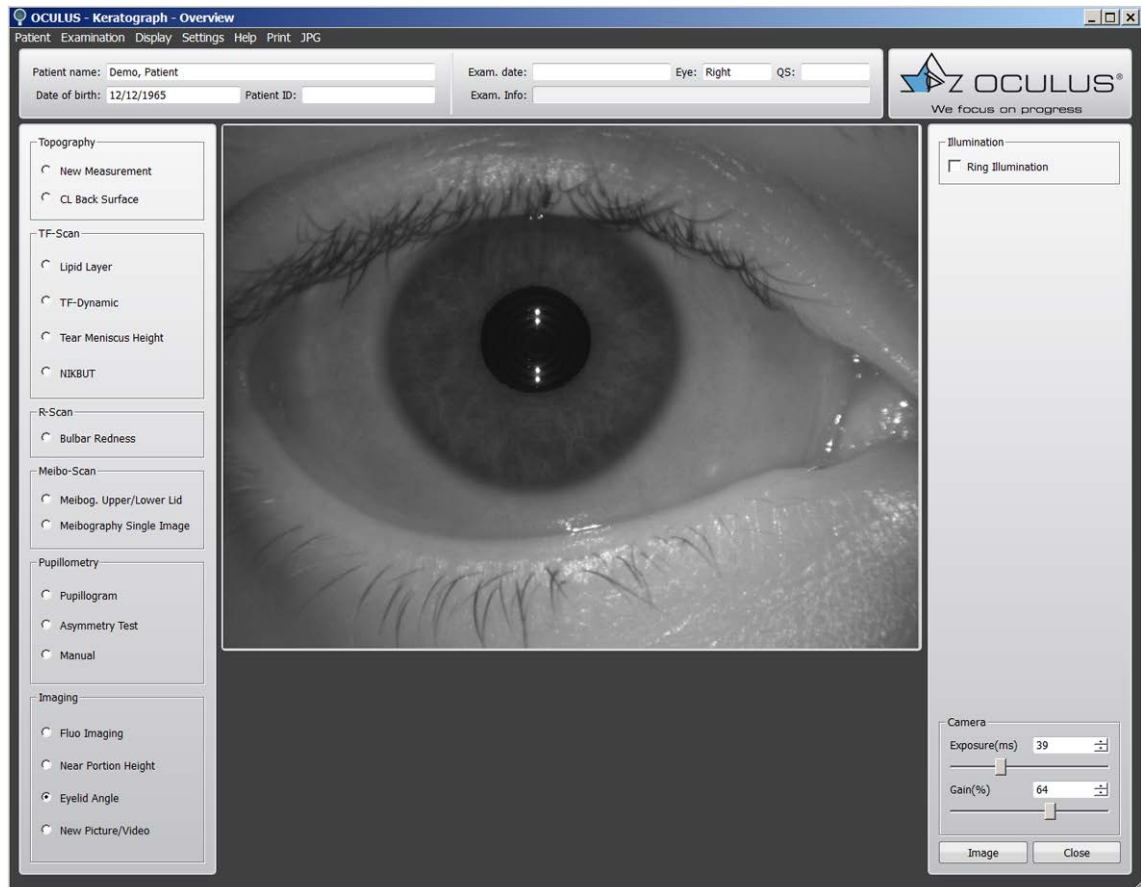 OCULUS - Keratograph - Overview
Patient Examination Display Settings Help Print JPG
Patient name: Demo, Patient
Date of birth: 12/12/1965 Patient ID:
Exam. date: Eye: Right QS:
Exam. Info:
OCULUS®
We focus on progress
Topography
New Measurement
CL Back Surface
TF-Scan
Lipid Layer
TF-Dynamic
Tear Meniscus Height
NIKBUT
R-Scan
Bulbar Redness
Meibo-Scan
Meibog. Upper/Lower Lid
Meibography Single Image
Pupillometry
Pupillogram
Asymmetry Test
Manual
Imaging
Fluo Imaging
Near Portion Height
Eyelid Angle
New Picture/Video
Illumination
Ring Illumination
Camera
Exposure(ms) 39
Gain(%) 64
Image Close